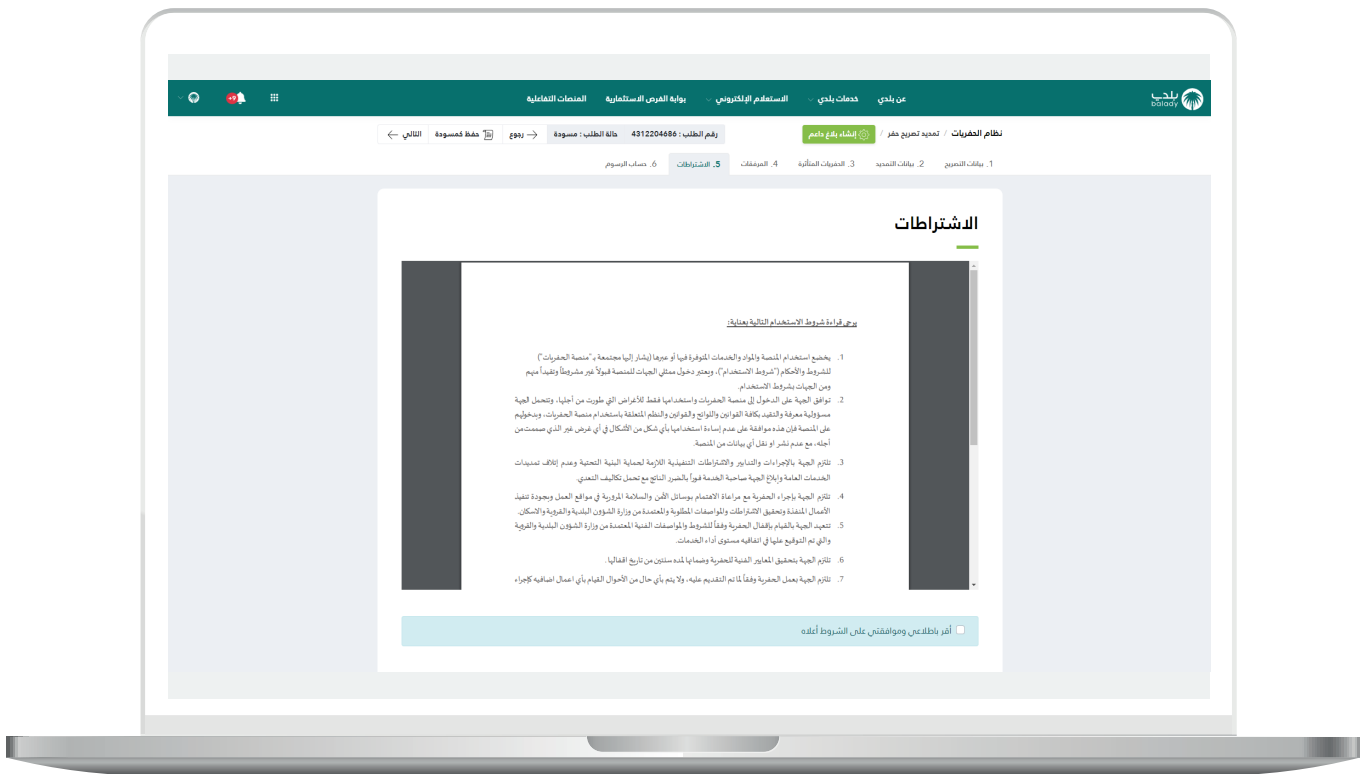 بلدي
balady
عن بلدي
خدمات بلدي
الاستعلام الإلكتروني
بوابة الفرص الاستثمارية
المنصات التفاعلية
+9
نظام الحفريات / تمديد تصريح حفر /
إنشاء بلاغ داعم
رقم الطلب : 4312204686 حالة الطلب : مسودة
رجوع
حفظ كمسودة
التالي
1. بيانات التصريح
2. بيانات التمديد
3. الحفريات المتأثرة
4. المرفقات
5. الاشتراطات
6. حساب الرسوم
الاشتراطات
يرجى قراءة شروط الاستخدام التالية بعناية:
1. يخضع استخدام المنصة والمواد والخدمات المتوفرة فيها أو عبرها (يشار إليها مجتمعة بـ "منصة الحفريات")
للشروط والأحكام ("شروط الاستخدام")، ويعتبر دخول ممثلي الجهات للمنصة قبولاً غير مشروطاً وتقيداً منهم
ومن الجهات بشروط الاستخدام.
2. توافق الجهة على الدخول إلى منصة الحفريات واستخدامها فقط للأغراض التي طورت من أجلها، وتتحمل الجهة
مسؤولية معرفة والتقيد بكافة القوانين واللوائح والقوانين والنظم المتعلقة باستخدام منصة الحفريات، وبدخولهم
على المنصة فإن هذه موافقة على عدم إساءة استخدامها بأي شكل من الأشكال في أي غرض غير الذي صممت من
أجله، مع عدم نشر او نقل أي بيانات من المنصة.
3. تلتزم الجهة بالإجراءات والتدابير والاشتراطات التنفيذية اللازمة لحماية البنية التحتية وعدم إتلاف تمديدات
الخدمات العامة وإبلاغ الجهة صاحبة الخدمة فوراً بالضرر الناتج مع تحمل تكاليف التعدي.
4. تلتزم الجهة بإجراء الحفرية مع مراعاة الاهتمام بوسائل الأمن والسلامة المرورية في مواقع العمل وبجودة تنفيذ
الأعمال المنفذة وتحقيق الاشتراطات والمواصفات المطلوبة والمعتمدة من وزارة الشؤون البلدية والقروية والاسكان.
5. تتعهد الجهة بالقيام بإقفال الحفرية وفقاً للشروط والمواصفات الفنية المعتمدة من وزارة الشؤون البلدية والقروية
والتي تم التوقيع عليها في اتفاقيه مستوى أداء الخدمات.
6. تلتزم الجهة بتحقيق المعايير الفنية للحفرية وضمانها لمده سنتين من تاريخ اقفالها.
7. تلتزم الجهة بعمل الحفرية وفقاً لما تم التقديم عليه، ولا يتم بأي حال من الأحوال القيام بأي اعمال اضافيه كإجراء
أقر باطلاعي وموافقتي على الشروط أعلاه